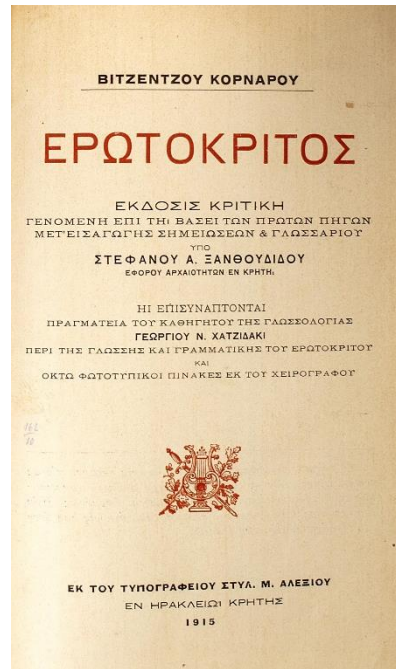 ΒΙΤΖΕΝΤΖΟΥ ΚΟΡΝΑΡΟΥ
ΕΡΩΤΟΚΡΙΤΟΣ
ΕΚΔΟΣΙΣ ΚΡΙΤΙΚΗ
ΓΕΝΟΜΕΝΗ ΕΠΙ ΤΗι ΒΑΣΕΙ ΤΩΝ ΠΡΩΤΩΝ ΠΗΓΩΝ
ΜΕΤ'ΕΙΣΑΓΩΓΗΣ ΣΗΜΕΙΩΣΕΩΝ & ΓΛΩΣΣΑΡΙΟΥ
ΥΠΟ
ΣΤΕΦΑΝΟΥ Α. ΞΑΝΘΟΥΔΙΔΟΥ
ΕΦΟΡΟΥ ΑΡΧΑΙΟΤΗΤΩΝ ΕΝ ΚΡΗΤΗι
ΗΙ ΕΠΙΣΥΝΑΠΤΟΝΤΑΙ
ΠΡΑΓΜΑΤΕΙΑ ΤΟΥ ΚΑΘΗΓΗΤΟΥ ΤΗΣ ΓΛΩΣΣΟΛΟΓΙΑΣ
ΓΕΩΡΓΙΟΥ Ν. ΧΑΤΖΙΔΑΚΙ
ΠΕΡΙ ΤΗΣ ΓΛΩΣΣΗΣ ΚΑΙ ΓΡΑΜΜΑΤΙΚΗΣ ΤΟΥ ΕΡΩΤΟΚΡΙΤΟΥ
ΚΑΙ
ΟΚΤΩ ΦΩΤΟΤΥΠΙΚΟΙ ΠΙΝΑΚΕΣ ΕΚ ΤΟΥ ΧΕΙΡΟΓΡΑΦΟΥ
162
ΕΚ ΤΟΥ ΤΥΠΟΓΡΑΦΕΙΟΥ ΣΤΥΛ. Μ. ΑΛΕΞΙΟΥ
ΕΝ ΗΡΑΚΛΕΙΩι ΚΡΗΤΗΣ
1915